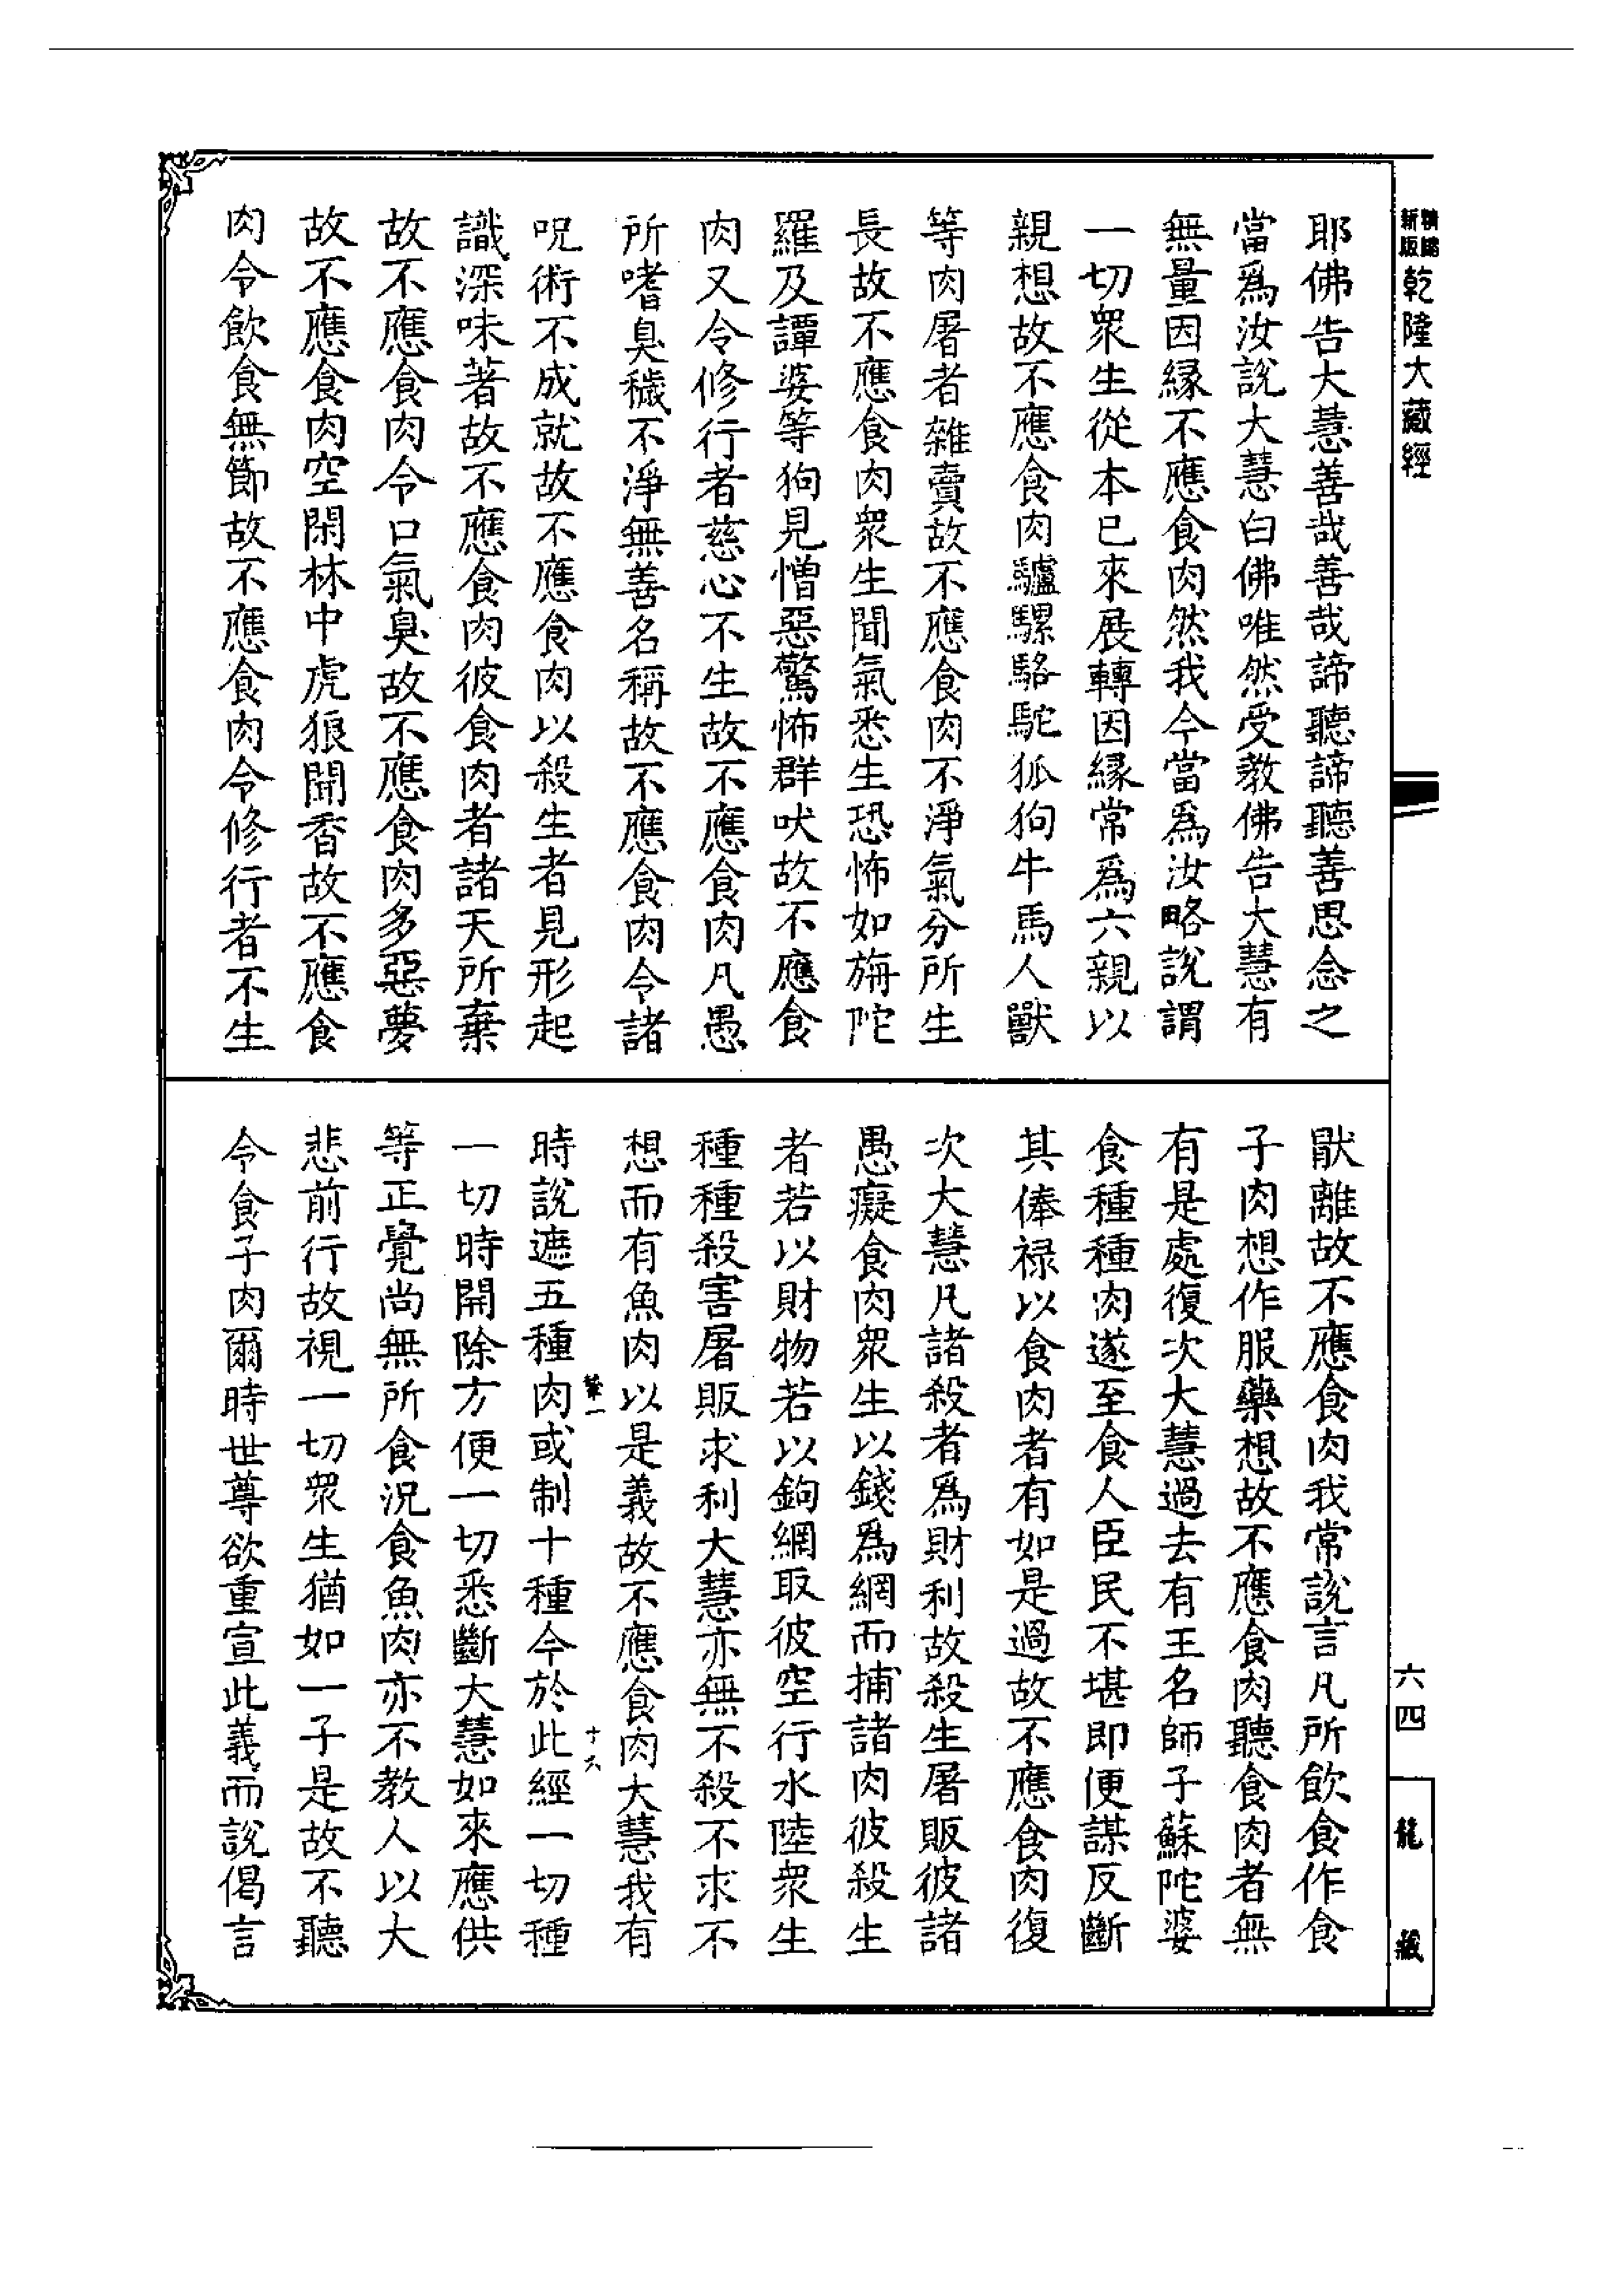 精縮新版乾隆大藏經
耶佛告大慧善哉善哉諦聽諦聽善思念之
當爲汝說大慧白佛唯然受教佛告大慧有
無量因緣不應食肉然我今當爲汝略說謂
一切衆生從本已來展轉因緣常爲六親以
親想故不應食肉驢騾駱駝狐狗牛馬人獸
等肉屠者雜賣故不應食肉不淨氣分所生
長故不應食肉衆生聞氣悉生恐怖如旃陀
羅及譚婆等狗見憎惡驚怖群吠故不應食
肉又令修行者慈心不生故不應食肉凡愚
所嗜臭穢不淨無善名稱故不應食肉令諸
呪術不成就故不應食肉以殺生者見形起
識深味著故不應食肉彼食肉者諸天所棄
故不應食肉令口氣臭故不應食肉多惡夢
故不應食肉空閑林中虎狼聞香故不應食
肉令飲食無節故不應食肉令修行者不生
猒離故不應食肉我常說言凡所飲食作食
子肉想作服藥想故不應食肉聽食肉者無
有是處復次大慧過去有王名師子蘇陀婆
食種種肉遂至食人臣民不堪即便謀反斷
其俸禄以食肉者有如是過故不應食肉復
次大慧凡諸殺者爲財利故殺生屠販彼諸
愚癡食肉衆生以錢爲網而捕諸肉彼殺生
者若以財物若以鉤網取彼空行水陸衆生
種種殺害屠販求利大慧亦無不殺不求不
想而有魚肉以是義故不應食肉大慧我有
十六
時說遮五種肉或制十種今於此經一切種
一切時開除方便一切悉斷大慧如來應供
等正覺尚無所食況食魚肉亦不教人以大
悲前行故視一切衆生猶如一子是故不聽
令食子肉爾時世尊欲重宣此義而說偈言
六四
龍藏